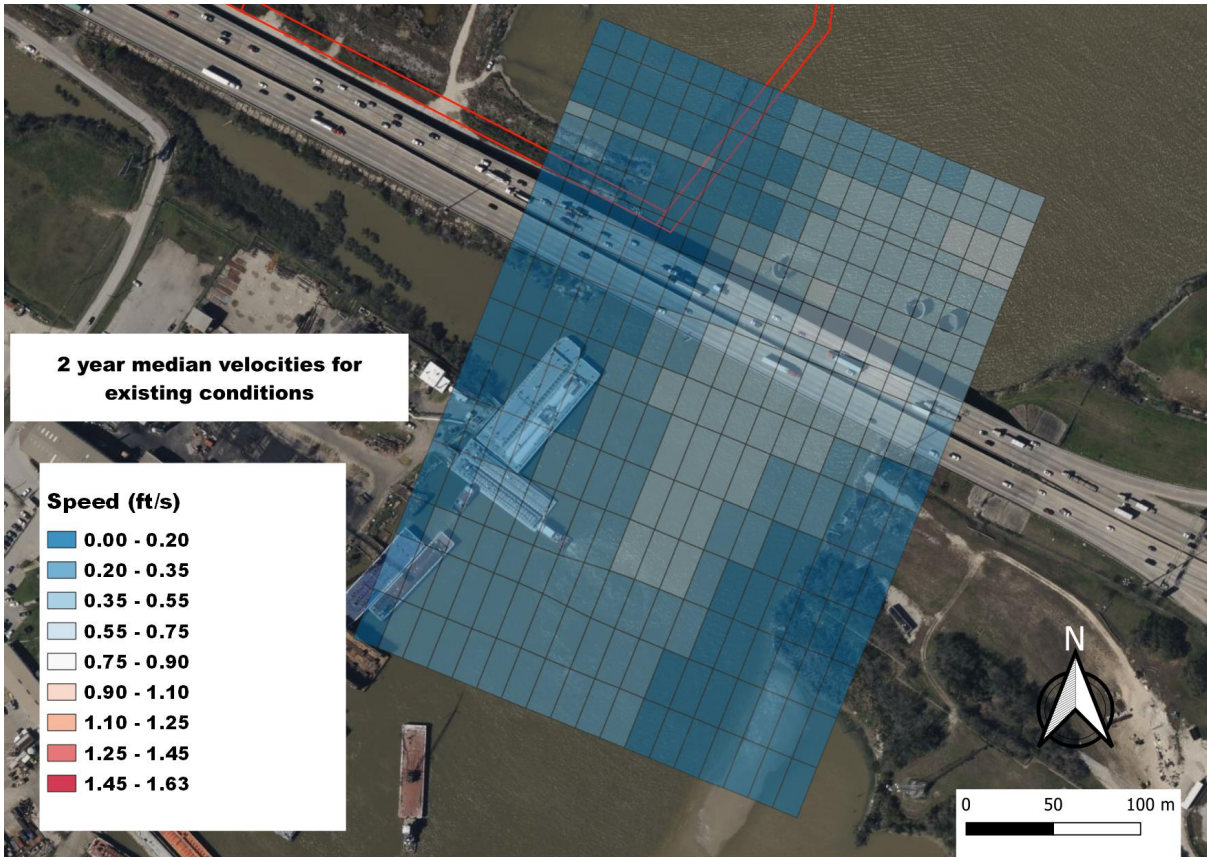 2 year median velocities for
existing conditions
Speed (ft/s)
0.00 - 0.20
0.20 - 0.35
0.35 - 0.55
0.55 - 0.75
0.75 - 0.90
0.90 - 1.10
1.10 - 1.25
1.25 - 1.45
1.45 - 1.63
N
0 50 100 m